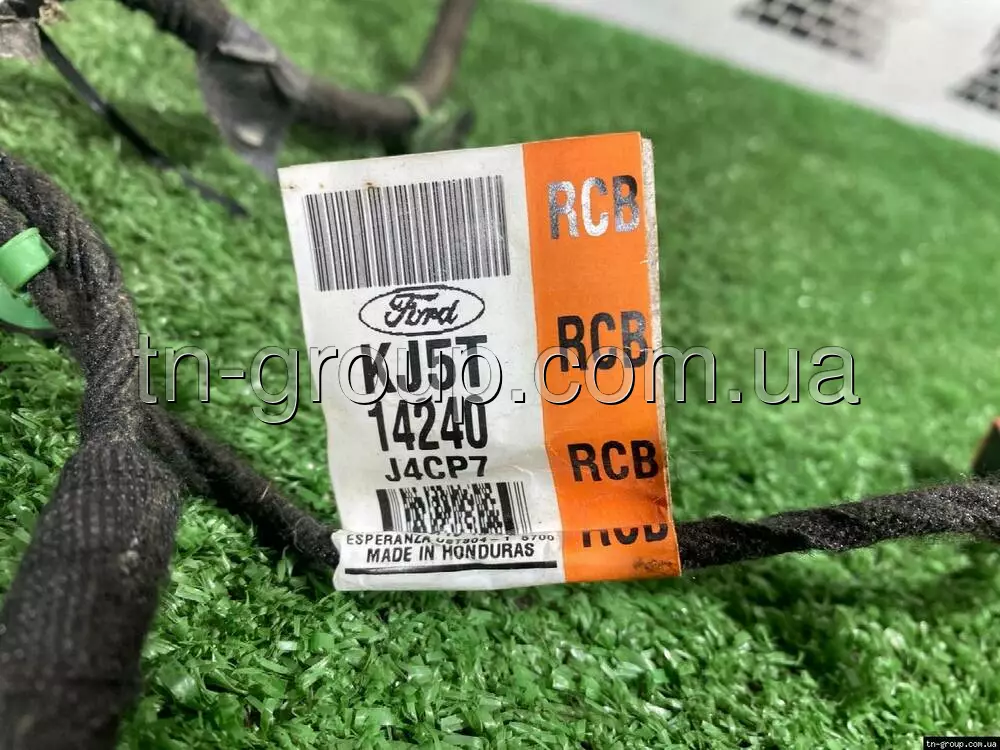 RCB
Ford
KJ5T
RCB
tn-group.com.ua
14240
J4CP7
RCB
ESPERANZA
MADE IN HONDURAS
RCB
tn-group.com.ua